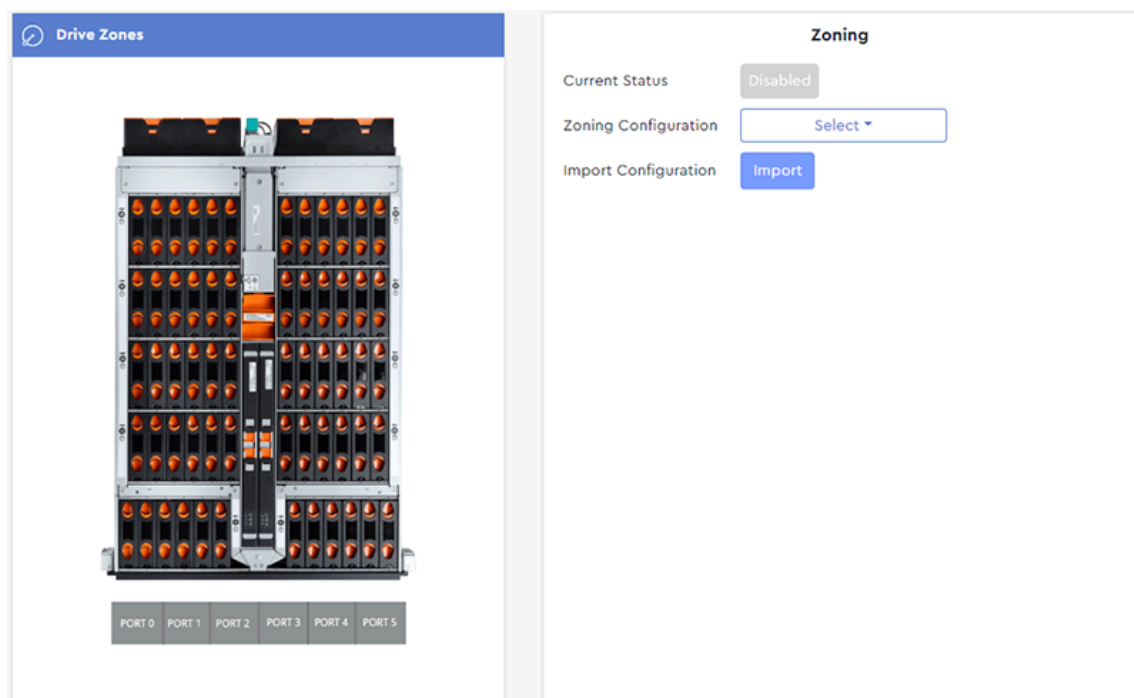 Drive Zones
PORT 0 PORT 1 PORT 2 PORT 3 PORT 4 PORT 5
Zoning
Current Status Disabled
Zoning Configuration Select
Import Configuration Import